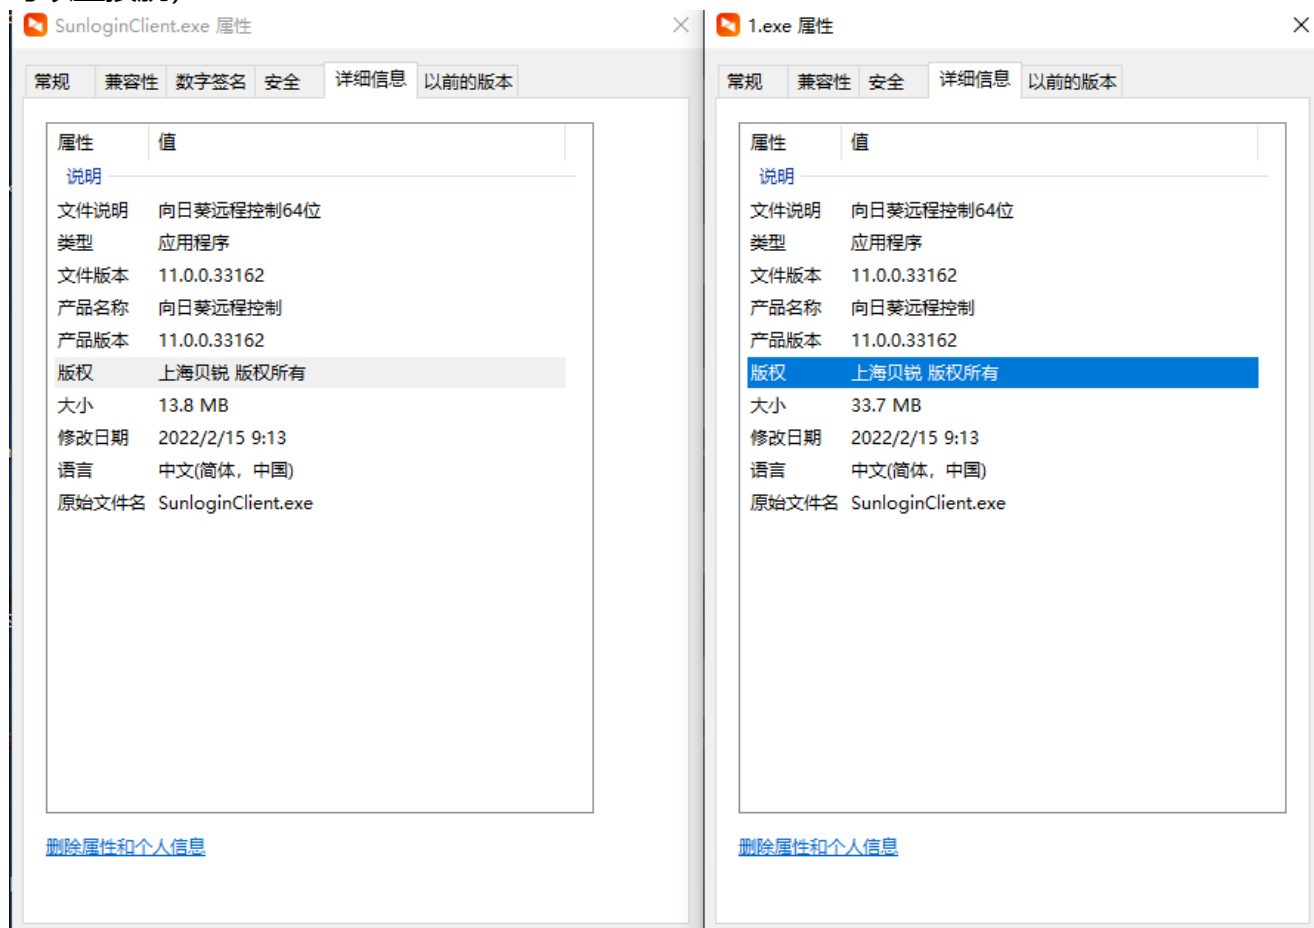 SunloginClient.exe 属性
常规 兼容性 数字签名 安全 详细信息 以前的版本
属性 值
说明
文件说明 向日葵远程控制64位
类型 应用程序
文件版本 11.0.0.33162
产品名称 向日葵远程控制
产品版本 11.0.0.33162
版权 上海贝锐 版权所有
大小 13.8 MB
修改日期 2022/2/15 9:13
语言 中文(简体，中国)
原始文件名 SunloginClient.exe
删除属性和个人信息
1.exe 属性
常规 兼容性 安全 详细信息 以前的版本
属性 值
说明
文件说明 向日葵远程控制64位
类型 应用程序
文件版本 11.0.0.33162
产品名称 向日葵远程控制
产品版本 11.0.0.33162
版权 上海贝锐 版权所有
大小 33.7 MB
修改日期 2022/2/15 9:13
语言 中文(简体，中国)
原始文件名 SunloginClient.exe
删除属性和个人信息